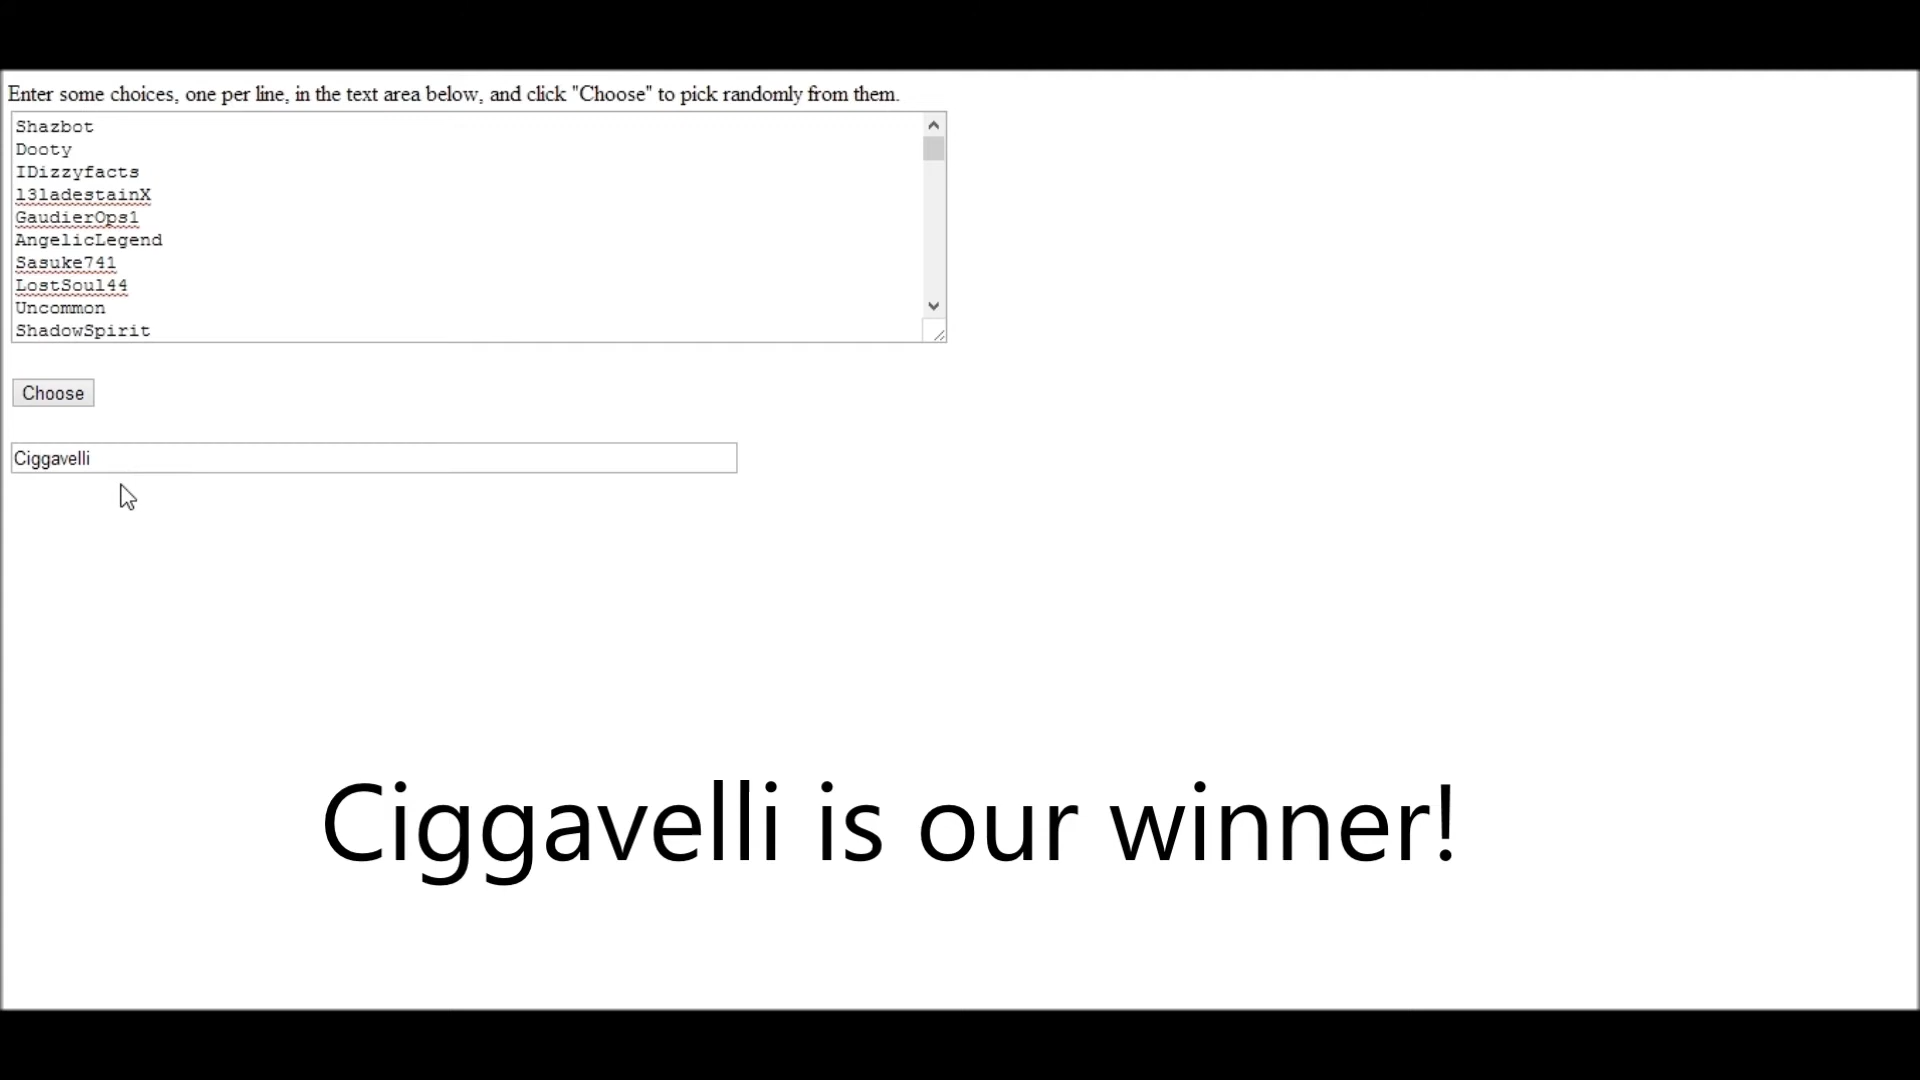 Enter some choices, one per line, in the text area below, and click "Choose" to pick randomly from them.
Shazbot
Dooty
IDizzyfacts
l3ladestainX
GaudierOps1
AngelicLegend
Sasuke741
LostSoul44
Uncommon
ShadowSpirit
Choose
Ciggavelli
Ciggavelli is our winner!